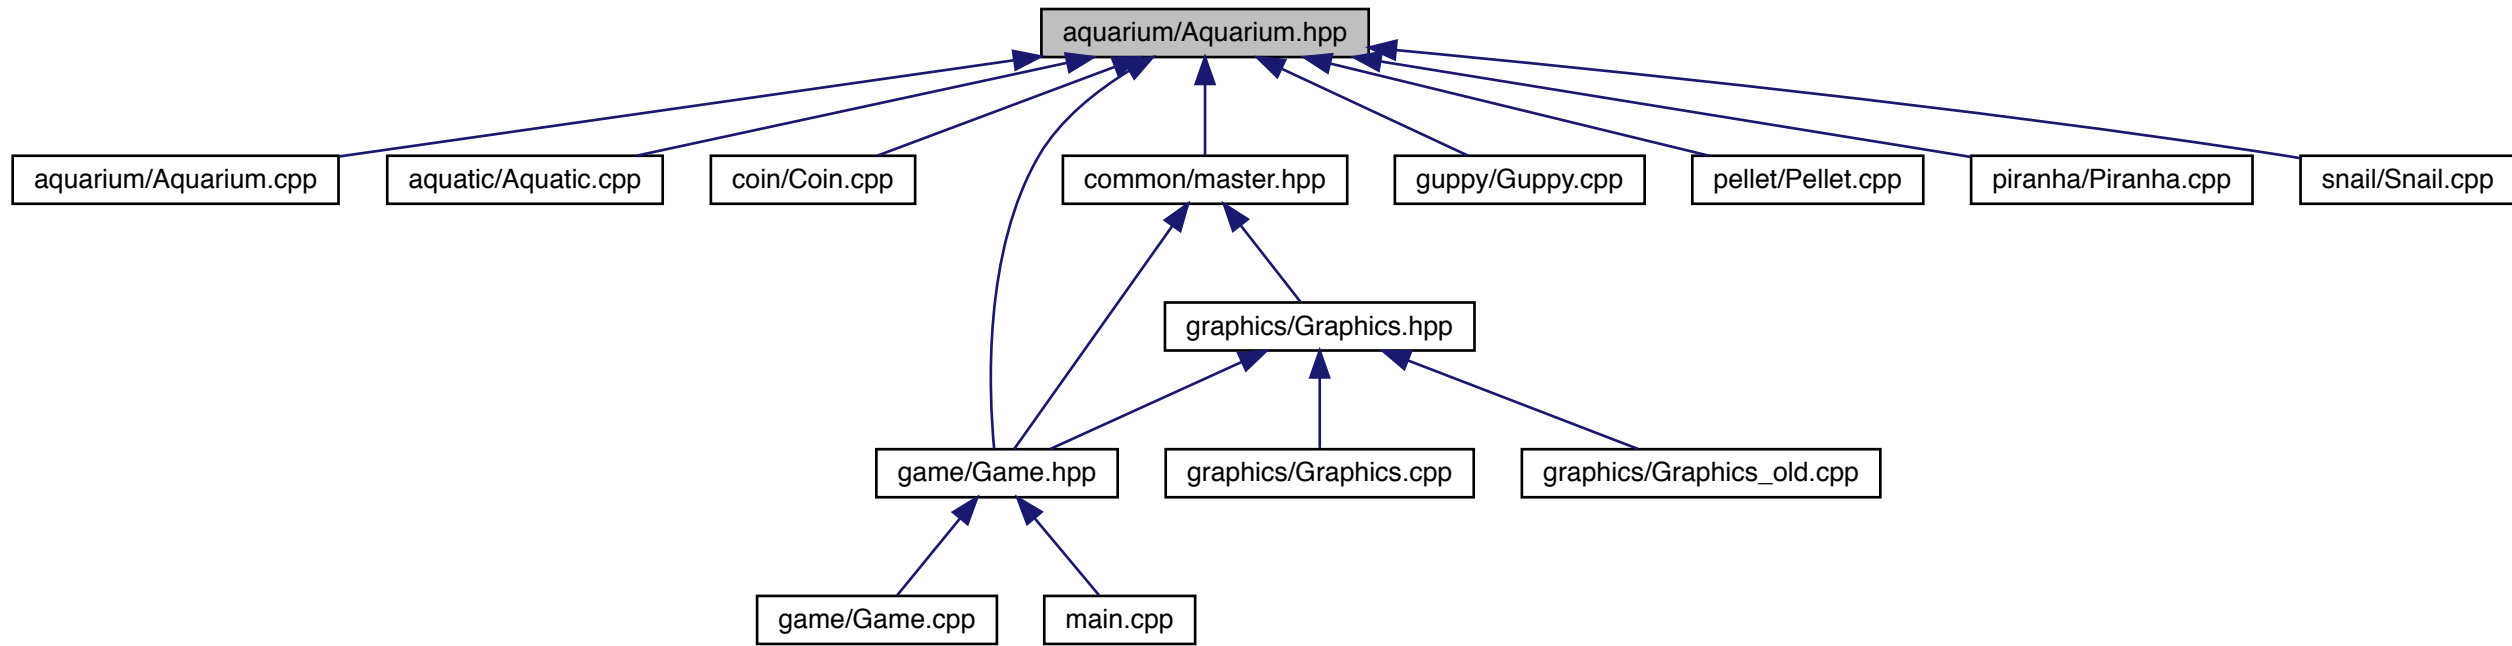 aquarium/Aquarium.hpp
aquarium/Aquarium.cpp
aquatic/Aquatic.cpp
coin/Coin.cpp
common/master.hpp
guppy/Guppy.cpp
pellet/Pellet.cpp
piranha/Piranha.cpp
snail/Snail.cpp
graphics/Graphics.hpp
game/Game.hpp
graphics/Graphics.cpp
graphics/Graphics_old.cpp
game/Game.cpp
main.cpp